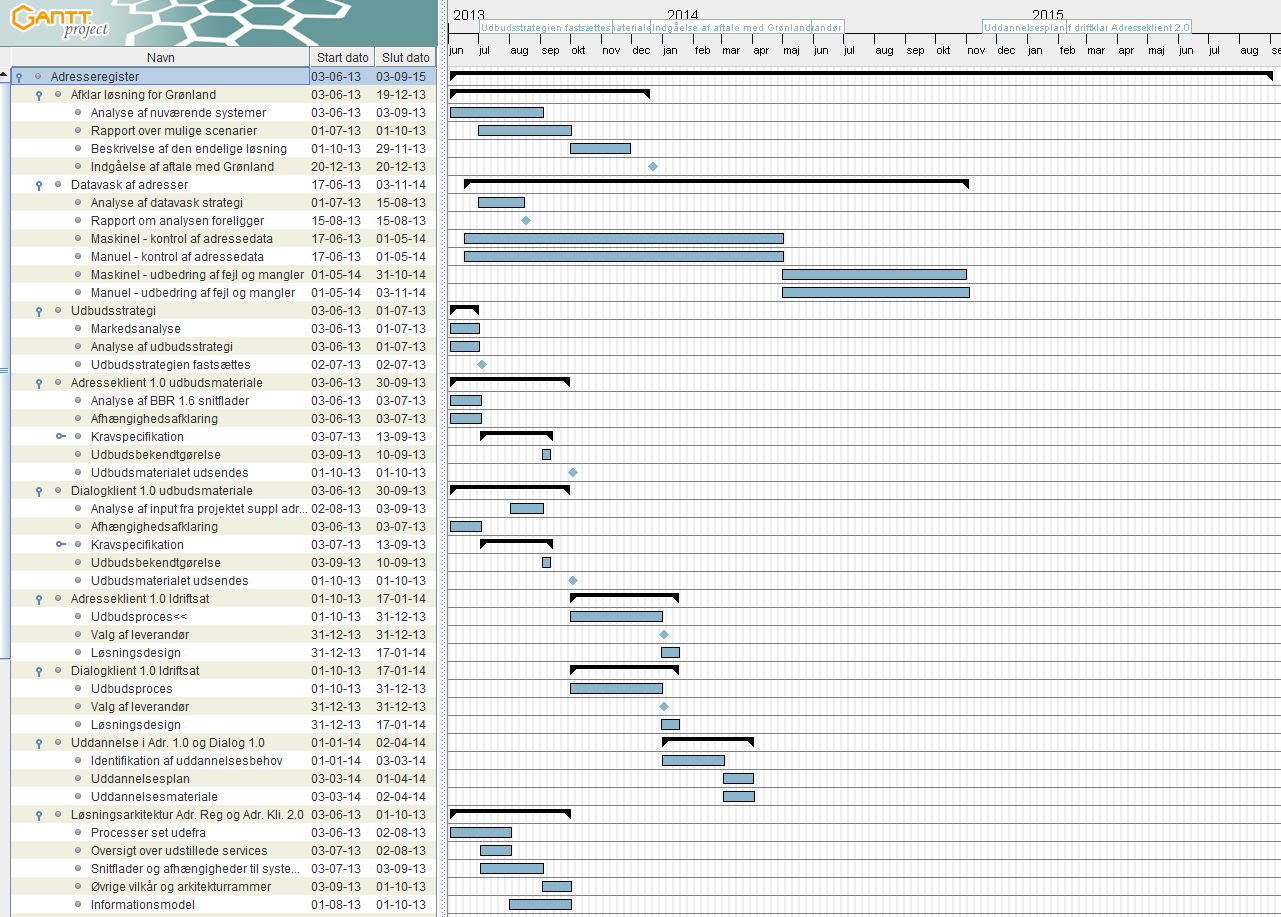 GANTT
project
2013 2014 2015
Udbudsstrategien fastsættes materiale Indgåelse af aftale med Grønland randør Uddannelsesplan f driftklar Adresseklient 2.0
jun jul aug sep okt nov dec jan feb mar apr maj jun jul aug sep okt nov dec jan feb mar apr maj jun jul aug se
Navn Start dato Slut dato
Adresseregister 03-06-13 03-09-15
Afklar løsning for Grønland 03-06-13 19-12-13
Analyse af nuværende systemer 03-06-13 03-09-13
Rapport over mulige scenarier 01-07-13 01-10-13
Beskrivelse af den endelige løsning 01-10-13 29-11-13
Indgåelse af aftale med Grønland 20-12-13 20-12-13
Datavask af adresser 17-06-13 03-11-14
Analyse af datavask strategi 01-07-13 15-08-13
Rapport om analysen foreligger 15-08-13 15-08-13
Maskinel - kontrol af adressedata 17-06-13 01-05-14
Manuel - kontrol af adressedata 17-06-13 01-05-14
Maskinel - udbedring af fejl og mangler 01-05-14 31-10-14
Manuel - udbedring af fejl og mangler 01-05-14 03-11-14
Udbudsstrategi 03-06-13 01-07-13
Markedsanalyse 03-06-13 01-07-13
Analyse af udbudsstrategi 03-06-13 01-07-13
Udbudsstrategien fastsættes 02-07-13 02-07-13
Adresseklient 1.0 udbudsmateriale 03-06-13 30-09-13
Analyse af BBR 1.6 snitflader 03-06-13 03-07-13
Afhængighedsafklaring 03-06-13 03-07-13
Kravspecifikation 03-07-13 13-09-13
Udbudsbekendtgørelse 03-09-13 10-09-13
Udbudsmaterialet udsendes 01-10-13 01-10-13
Dialogklient 1.0 udbudsmateriale 03-06-13 30-09-13
Analyse af input fra projektet suppl adr... 02-08-13 03-09-13
Afhængighedsafklaring 03-06-13 03-07-13
Kravspecifikation 03-07-13 13-09-13
Udbudsbekendtgørelse 03-09-13 10-09-13
Udbudsmaterialet udsendes 01-10-13 01-10-13
Adresseklient 1.0 Idriftsat 01-10-13 17-01-14
Udbudsproces<< 01-10-13 31-12-13
Valg af leverandør 31-12-13 31-12-13
Løsningsdesign 31-12-13 17-01-14
Dialogklient 1.0 Idriftsat 01-10-13 17-01-14
Udbudsproces 01-10-13 31-12-13
Valg af leverandør 31-12-13 31-12-13
Løsningsdesign 31-12-13 17-01-14
Uddannelse i Adr. 1.0 og Dialog 1.0 01-01-14 02-04-14
Identifikation af uddannelsesbehov 01-01-14 03-03-14
Uddannelsesplan 03-03-14 01-04-14
Uddannelsesmateriale 03-03-14 02-04-14
Løsningsarkitektur Adr. Reg og Adr. Kli. 2.0 03-06-13 01-10-13
Processer set udefra 03-06-13 02-08-13
Oversigt over udstillede services 03-07-13 02-08-13
Snitflader og afhængigheder til syste... 03-07-13 03-09-13
Øvrige vilkår og arkitekturrammer 03-09-13 01-10-13
Informationsmodel 01-08-13 01-10-13